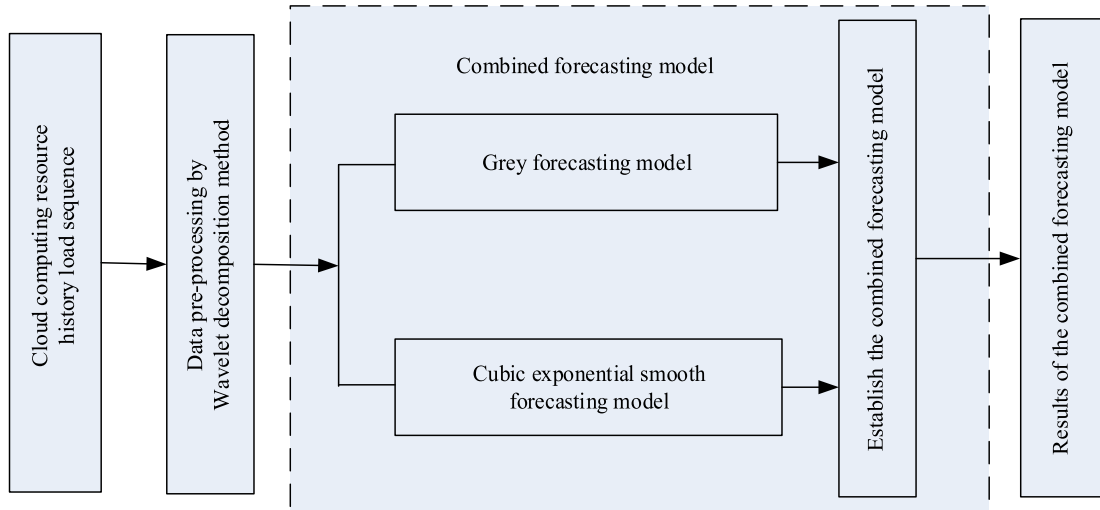 Cloud computing resource
history load sequence
Data pre-processing by
Wavelet decomposition method
Combined forecasting model
Grey forecasting model
Cubic exponential smooth
forecasting model
Establish the combined forecasting model
Results of the combined forecasting model